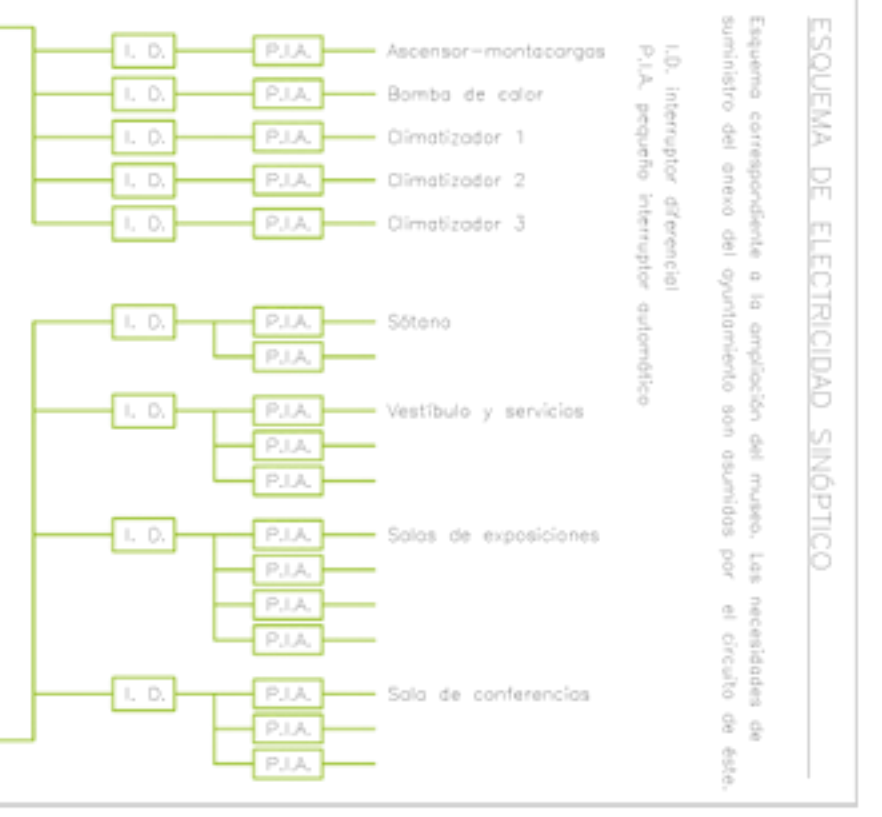 I. D. P.I.A. Ascensor-montacargas
I. D. P.I.A. Bomba de calor
I. D. P.I.A. Climatizador 1
I. D. P.I.A. Climatizador 2
I. D. P.I.A. Climatizador 3
I. D. P.I.A. Sótano
P.I.A.
I. D. P.I.A. Vestíbulo y servicios
P.I.A.
P.I.A.
I. D. P.I.A. Salas de exposiciones
P.I.A.
P.I.A.
P.I.A.
I. D. P.I.A. Sala de conferencias
P.I.A.
P.I.A.
ESQUEMA DE ELECTRICIDAD SINÓPTICO
Esquema correspondiente a la ampliación del museo. Las necesidades de
suministro del anexo del ayuntamiento son asumidas por el circuito de éste.
I.D. interruptor diferencial
P.I.A. pequeño interruptor automático